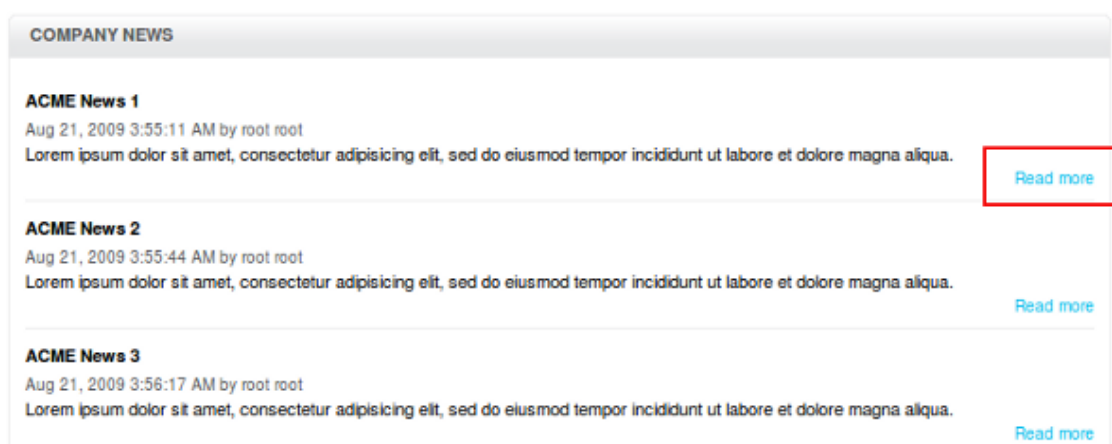 COMPANY NEWS
ACME News 1
Aug 21, 2009 3:55:11 AM by root root
Lorem ipsum dolor sit amet, consectetur adipisicing elit, sed do eiusmod tempor incididunt ut labore et dolore magna aliqua.
Read more
ACME News 2
Aug 21, 2009 3:55:44 AM by root root
Lorem ipsum dolor sit amet, consectetur adipisicing elit, sed do eiusmod tempor incididunt ut labore et dolore magna aliqua.
Read more
ACME News 3
Aug 21, 2009 3:56:17 AM by root root
Lorem ipsum dolor sit amet, consectetur adipisicing elit, sed do eiusmod tempor incididunt ut labore et dolore magna aliqua.
Read more